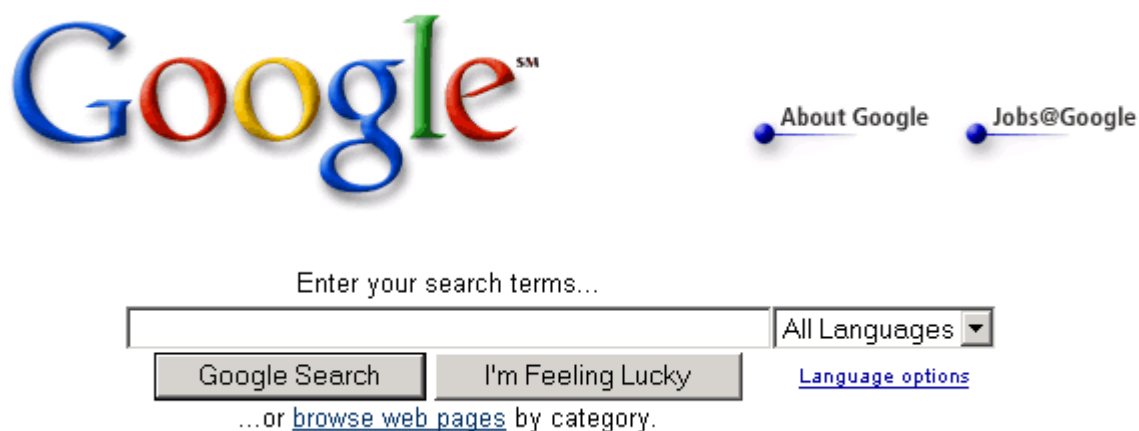 Google SM
About Google
Jobs@Google
Enter your search terms...
All Languages
Google Search
I'm Feeling Lucky
Language options
...or browse web pages by category.